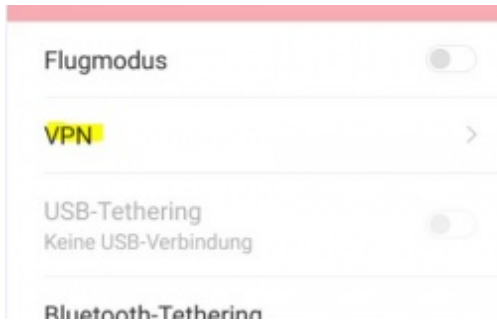 Flugmodus
VPN
USB-Tethering
Keine USB-Verbindung
Bluetooth-Tethering